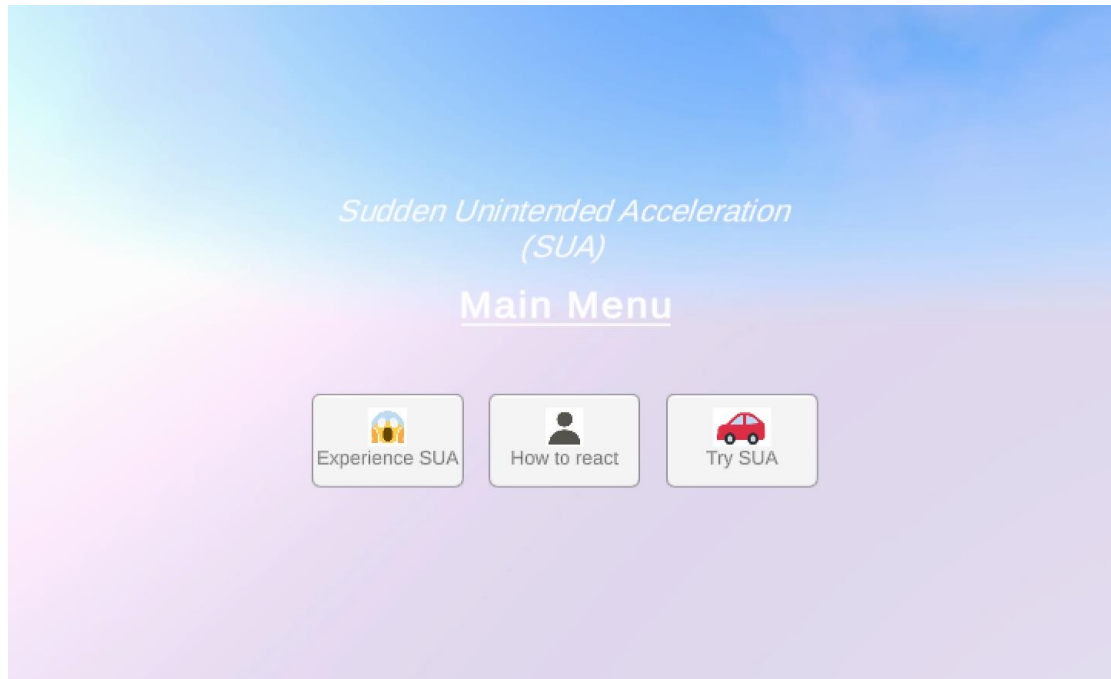 Sudden Unintended Acceleration
(SUA)
Main Menu
Experience SUA
How to react
Try SUA